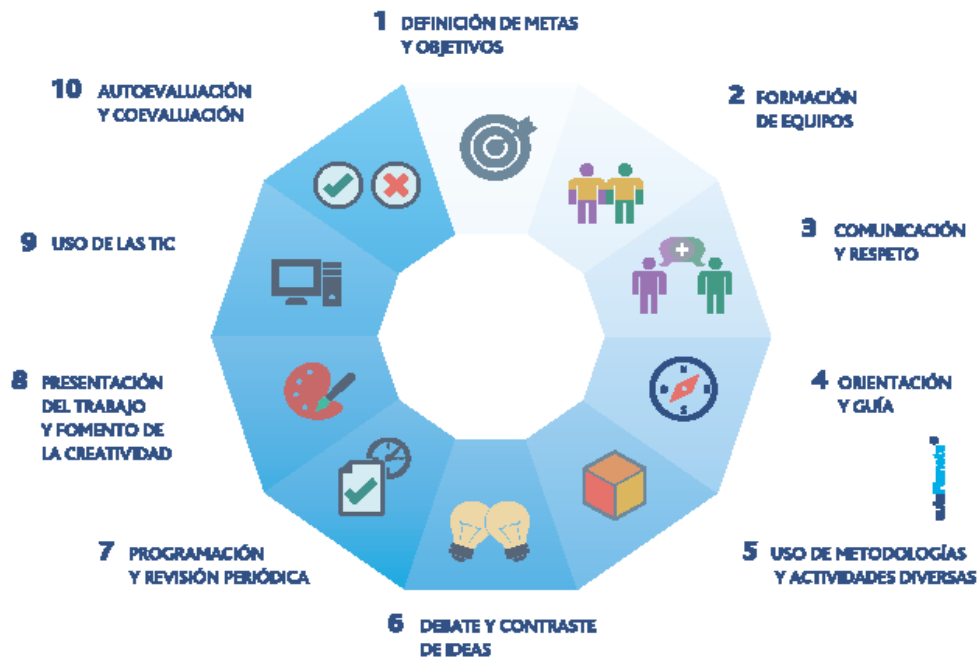 1 DEFINICIÓN DE METAS
Y OBJETIVOS
2 FORMACIÓN
DE EQUIPOS
3 COMUNICACIÓN
Y RESPETO
4 ORIENTACIÓN
Y GUÍA
5 USO DE METODOLOGÍAS
Y ACTIVIDADES DIVERSAS
6 DEBATE Y CONTRASTE
DE IDEAS
7 PROGRAMACIÓN
Y REVISIÓN PERIÓDICA
8 PRESENTACIÓN
DEL TRABAJO
Y FOMENTO DE
LA CREATIVIDAD
9 USO DE LAS TIC
10 AUTOEVALUACIÓN
Y COEVALUACIÓN
aulaPlaneta